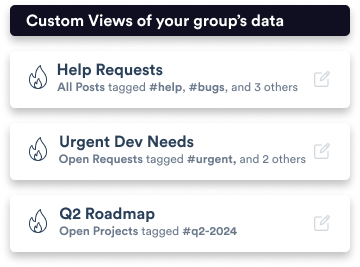 Custom Views of your group’s data
Help Requests
All Posts tagged #help, #bugs, and 3 others
Urgent Dev Needs
Open Requests tagged #urgent, and 2 others
Q2 Roadmap
Open Projects tagged #q2-2024